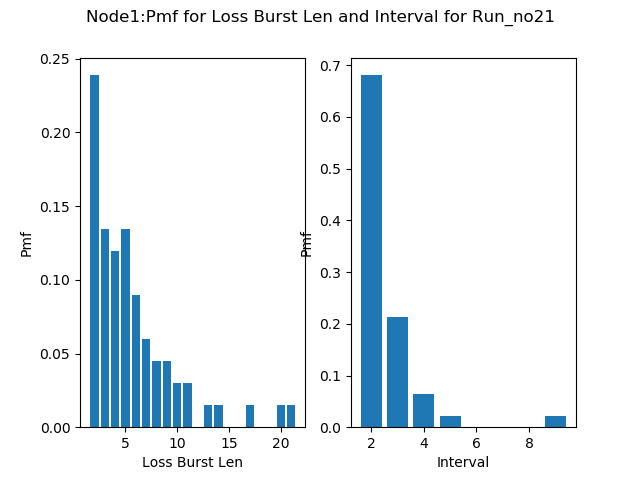 Node1:Pmf for Loss Burst Len and Interval for Run_no21
0.25
0.20
0.15
0.10
0.05
0.00
Pmf
5 10 15 20
Loss Burst Len
0.7
0.6
0.5
0.4
0.3
0.2
0.1
0.0
Pmf
2 4 6 8
Interval